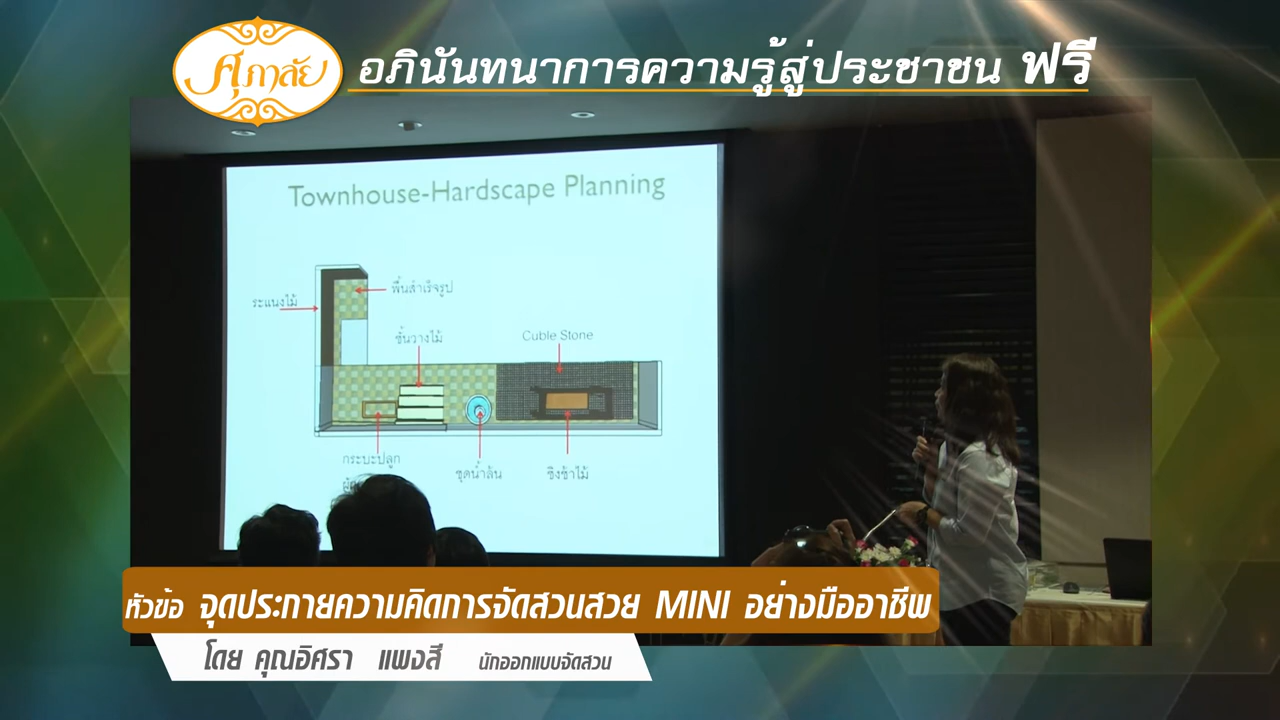 ศุภาลัย
อภินันทนาการความรู้สู่ประชาชน ฟรี
Townhouse-Hardscape Planning
ระแนงไม้
พื้นสำเร็จรูป
ชั้นวางไม้
Cuble Stone
กระบะปลูก
ชุดน้ำล้น
ชิงช้าไม้
หัวข้อ จุดประกายความคิดการจัดสวนสวย MINI อย่างมืออาชีพ
โดย คุณอิศรา แพงสี นักออกแบบจัดสวน